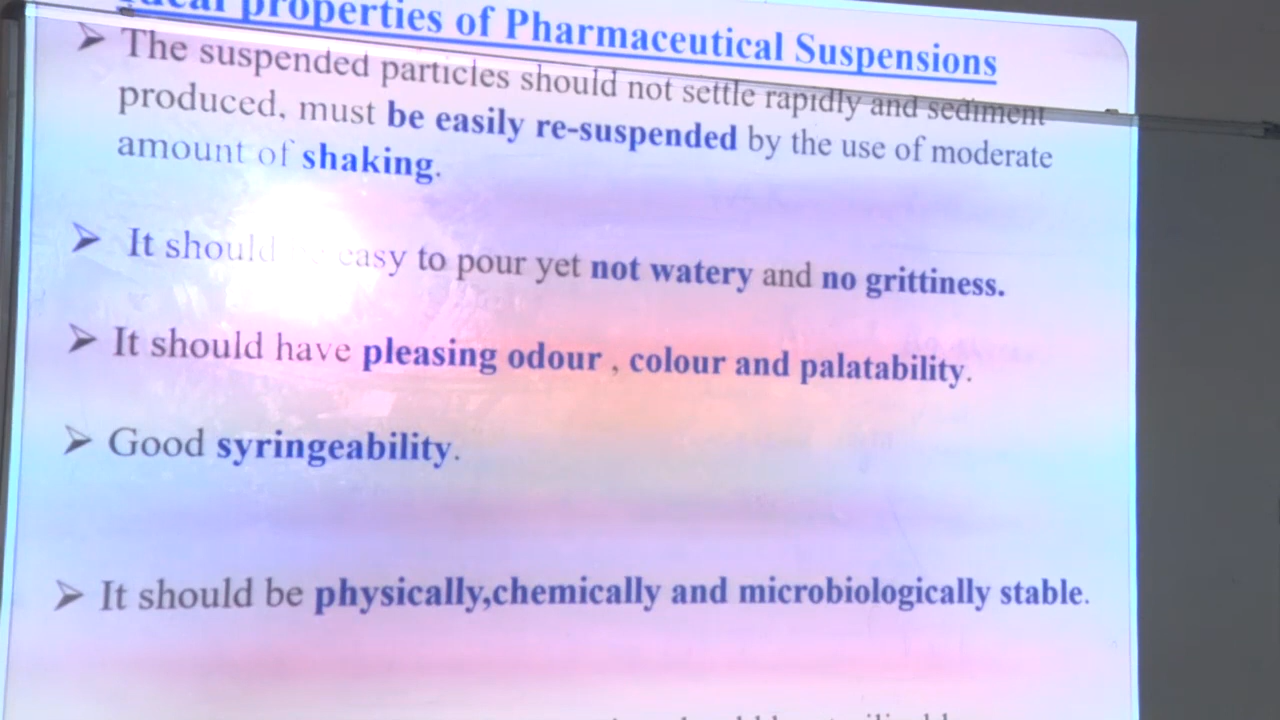 properties of Pharmaceutical Suspensions
➢ The suspended particles should not settle rapidly and sediment
produced, must be easily re-suspended by the use of moderate
amount of shaking.
➢ It should easy to pour yet not watery and no grittiness.
➢ It should have pleasing odour , colour and palatability.
➢ Good syringeability.
➢ It should be physically,chemically and microbiologically stable.